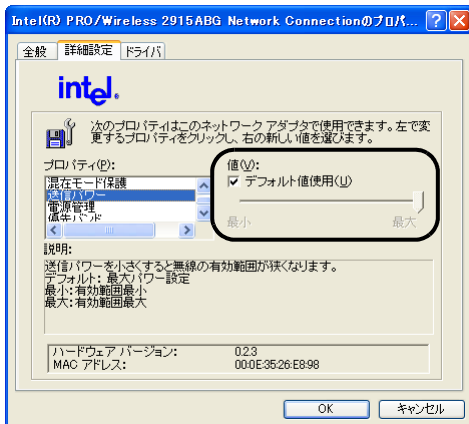 Intel(R) PRO/Wireless 2915ABG Network Connectionのプロパ...
全般 詳細設定 ドライバ
intel.
次のプロパティはこのネットワーク アダプタで使用できます。左で変
更するプロパティをクリックし、右の新しい値を選びます。
プロパティ(P):
混在モード保護
送信パワー
電源管理
優先バンド
値(V):
デフォルト値使用(U)
最小 最大
説明:
送信パワーを小さくすると無線の有効範囲が狭くなります。
デフォルト: 最大パワー設定
最小:有効範囲最小
最大:有効範囲最大
ハードウェア バージョン: 0.2.3
MAC アドレス: 00:0E:35:26:E8:98
OK キャンセル